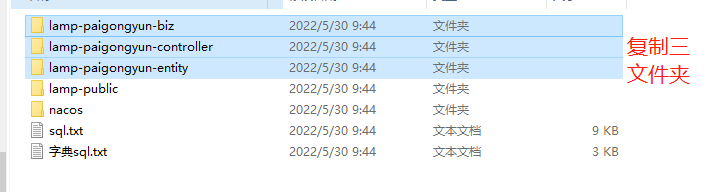 lamp-paigongyun-biz 2022/5/30 9:44 文件夹
lamp-paigongyun-controller 2022/5/30 9:44 文件夹
lamp-paigongyun-entity 2022/5/30 9:44 文件夹
lamp-public 2022/5/30 9:44 文件夹
nacos 2022/5/30 9:44 文件夹
sql.txt 2022/5/30 9:44 文本文档 9 KB
字典sql.txt 2022/5/30 9:44 文本文档 3 KB
复制三
文件夹